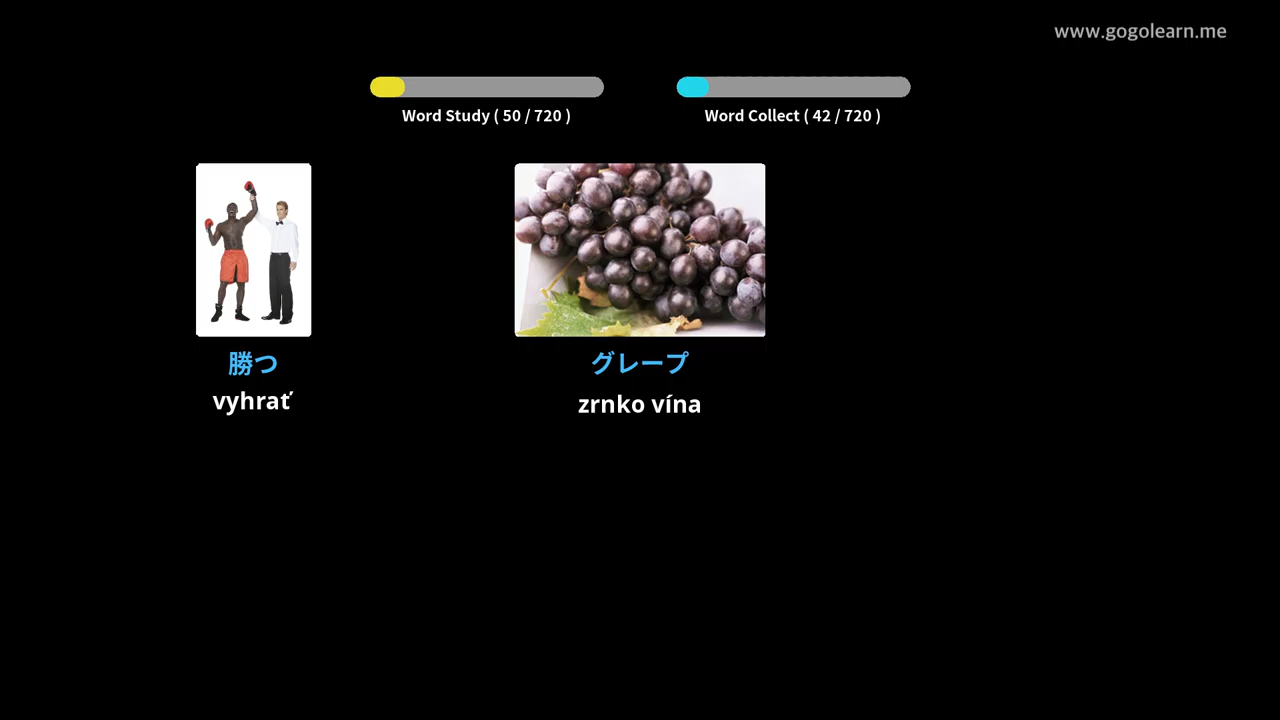 www.gogolearn.me
Word Study ( 50 / 720 )
Word Collect ( 42 / 720 )
勝つ
vyhrať
グレープ
zrnko vína